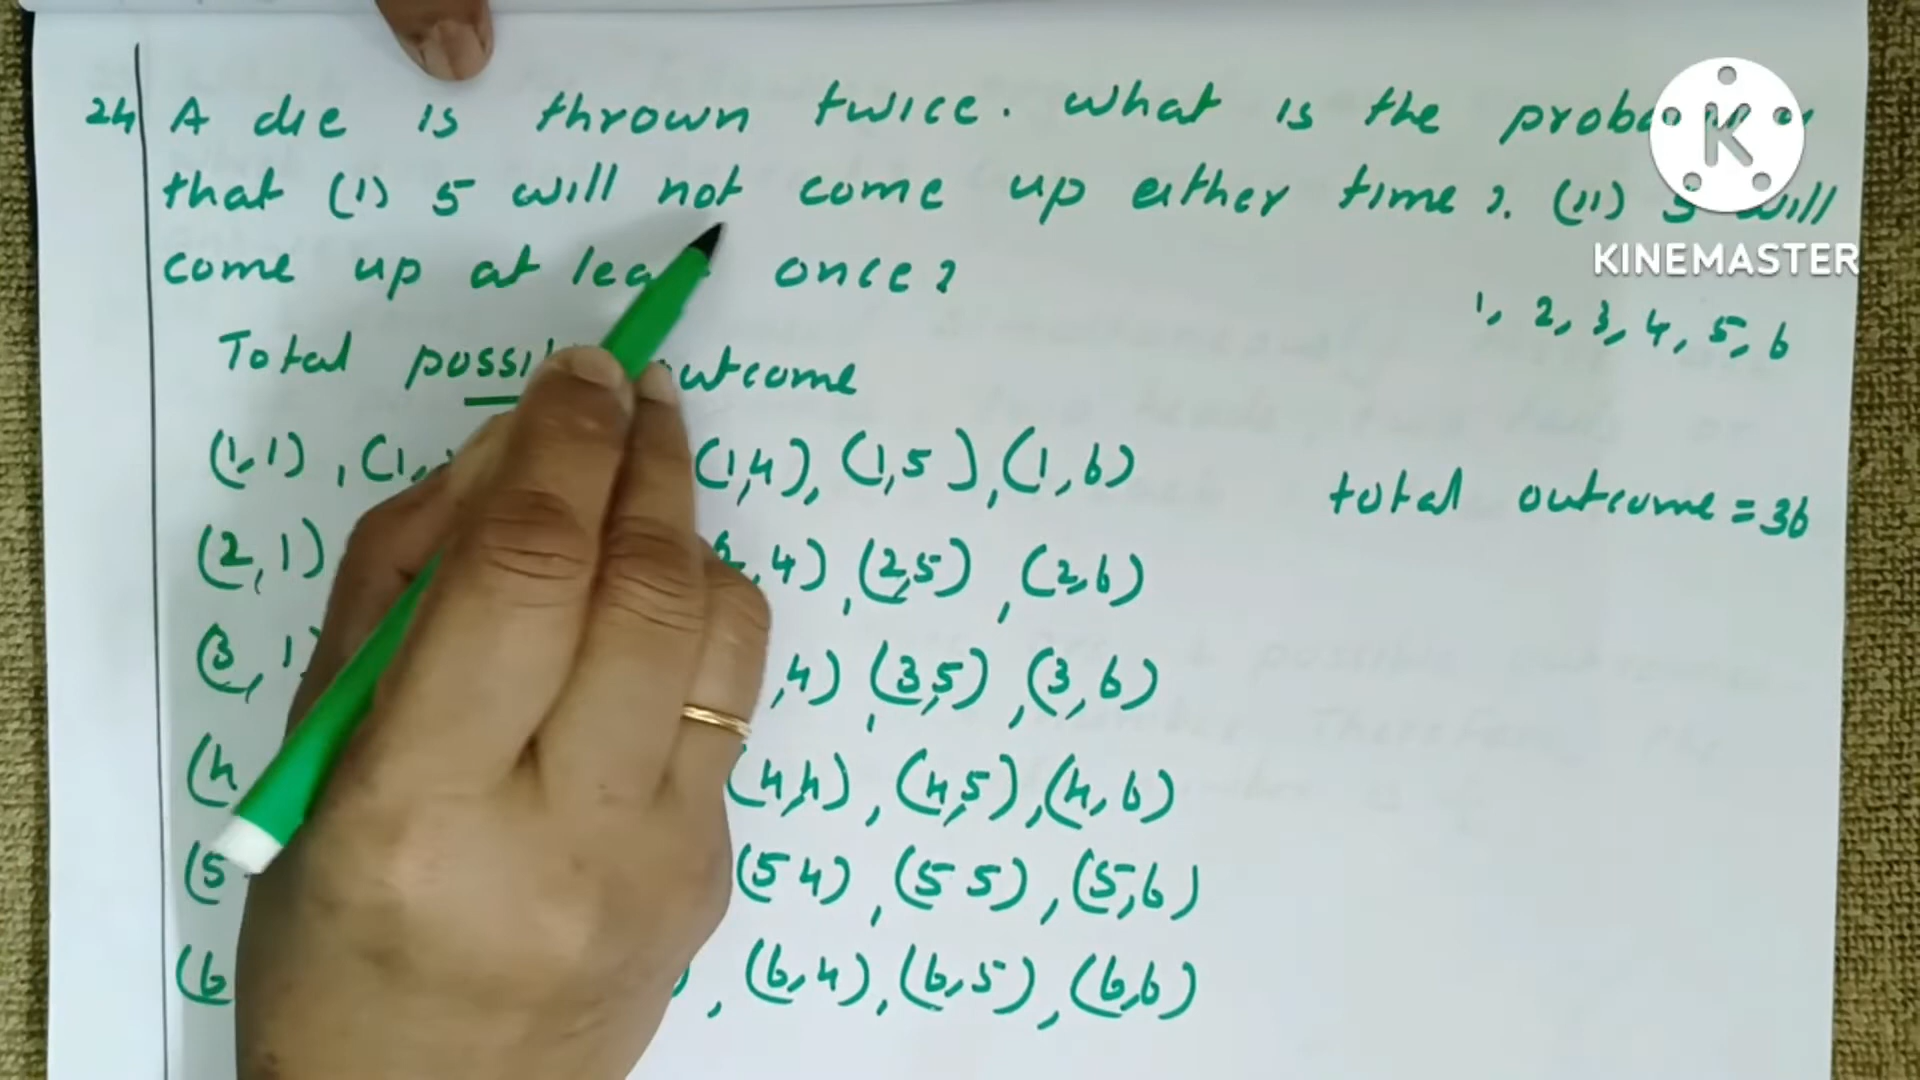 24 A die is thrown twice. What is the
that (i) 5 will not come up either time?. (ii) 5 will
come up at once?
KINEMASTER
1, 2, 3, 4, 5, 6
Total outcome
(1,1), (1,4), (1,5), (1,6)
total outcome = 36
(2,1) 4), (2,5), (2,6)
(3,1) ,4), (3,5), (3,6)
(4 (4,4), (4,5), (4,6)
(5 (5 4), (5 5), (5,6)
(6 ), (6,4), (6,5), (6,6)